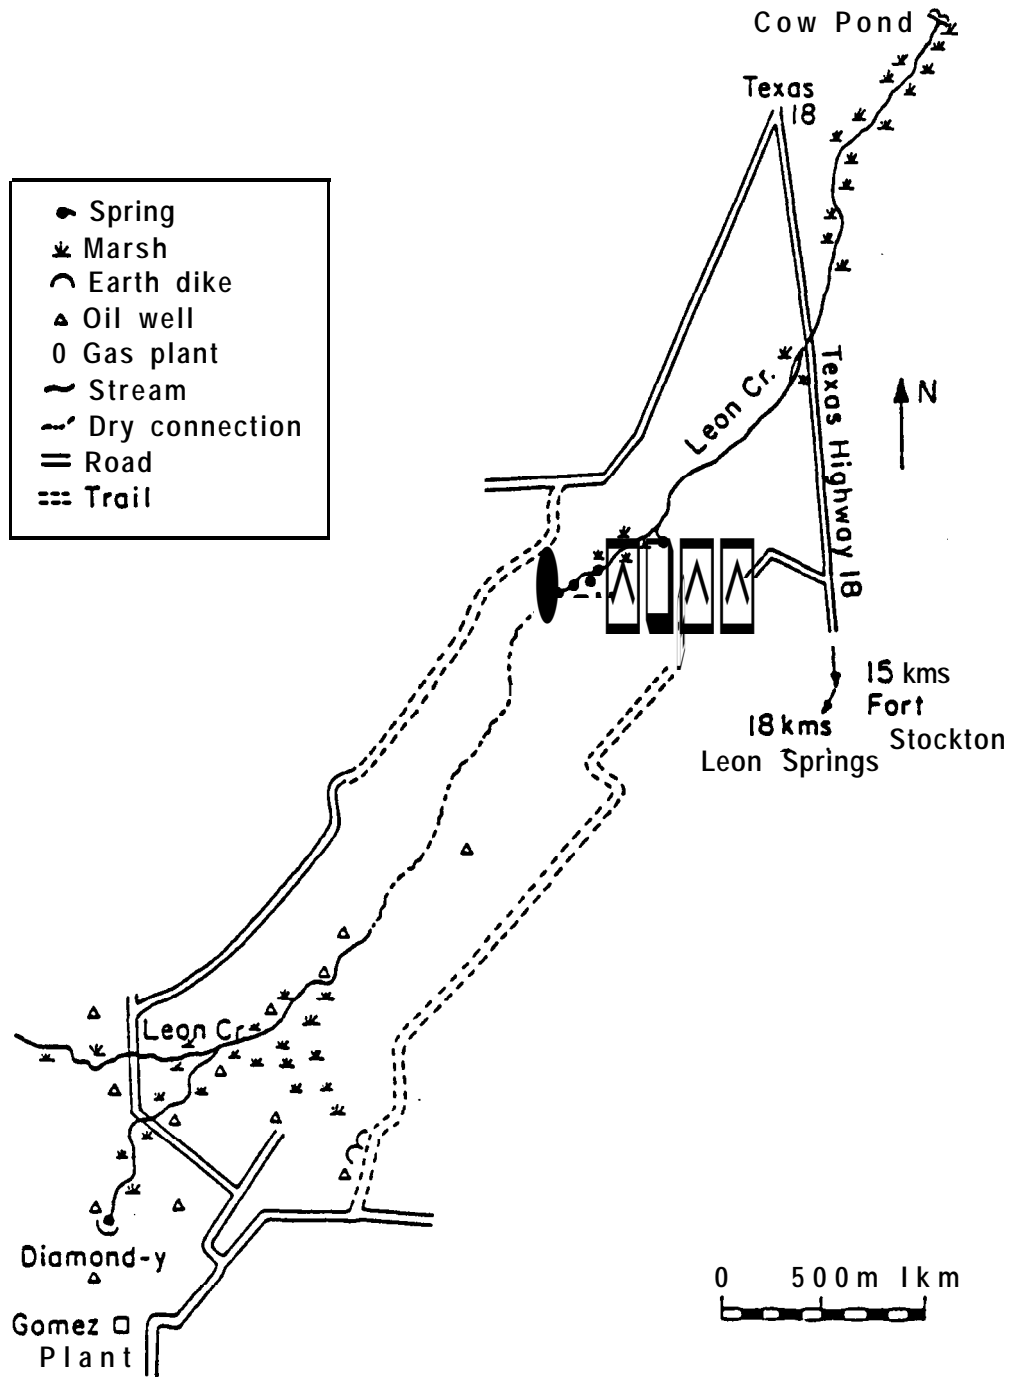 Cow Pond
Texas
18
Spring
Marsh
Earth dike
Oil well
0 Gas plant
Stream
Dry connection
Road
Trail
Leon Cr.
Texas Highway 18
N
15 kms
Fort
Stockton
18 kms
Leon Springs
Leon Cr.
Diamond-y
Gomez
Plant
0 500m 1km